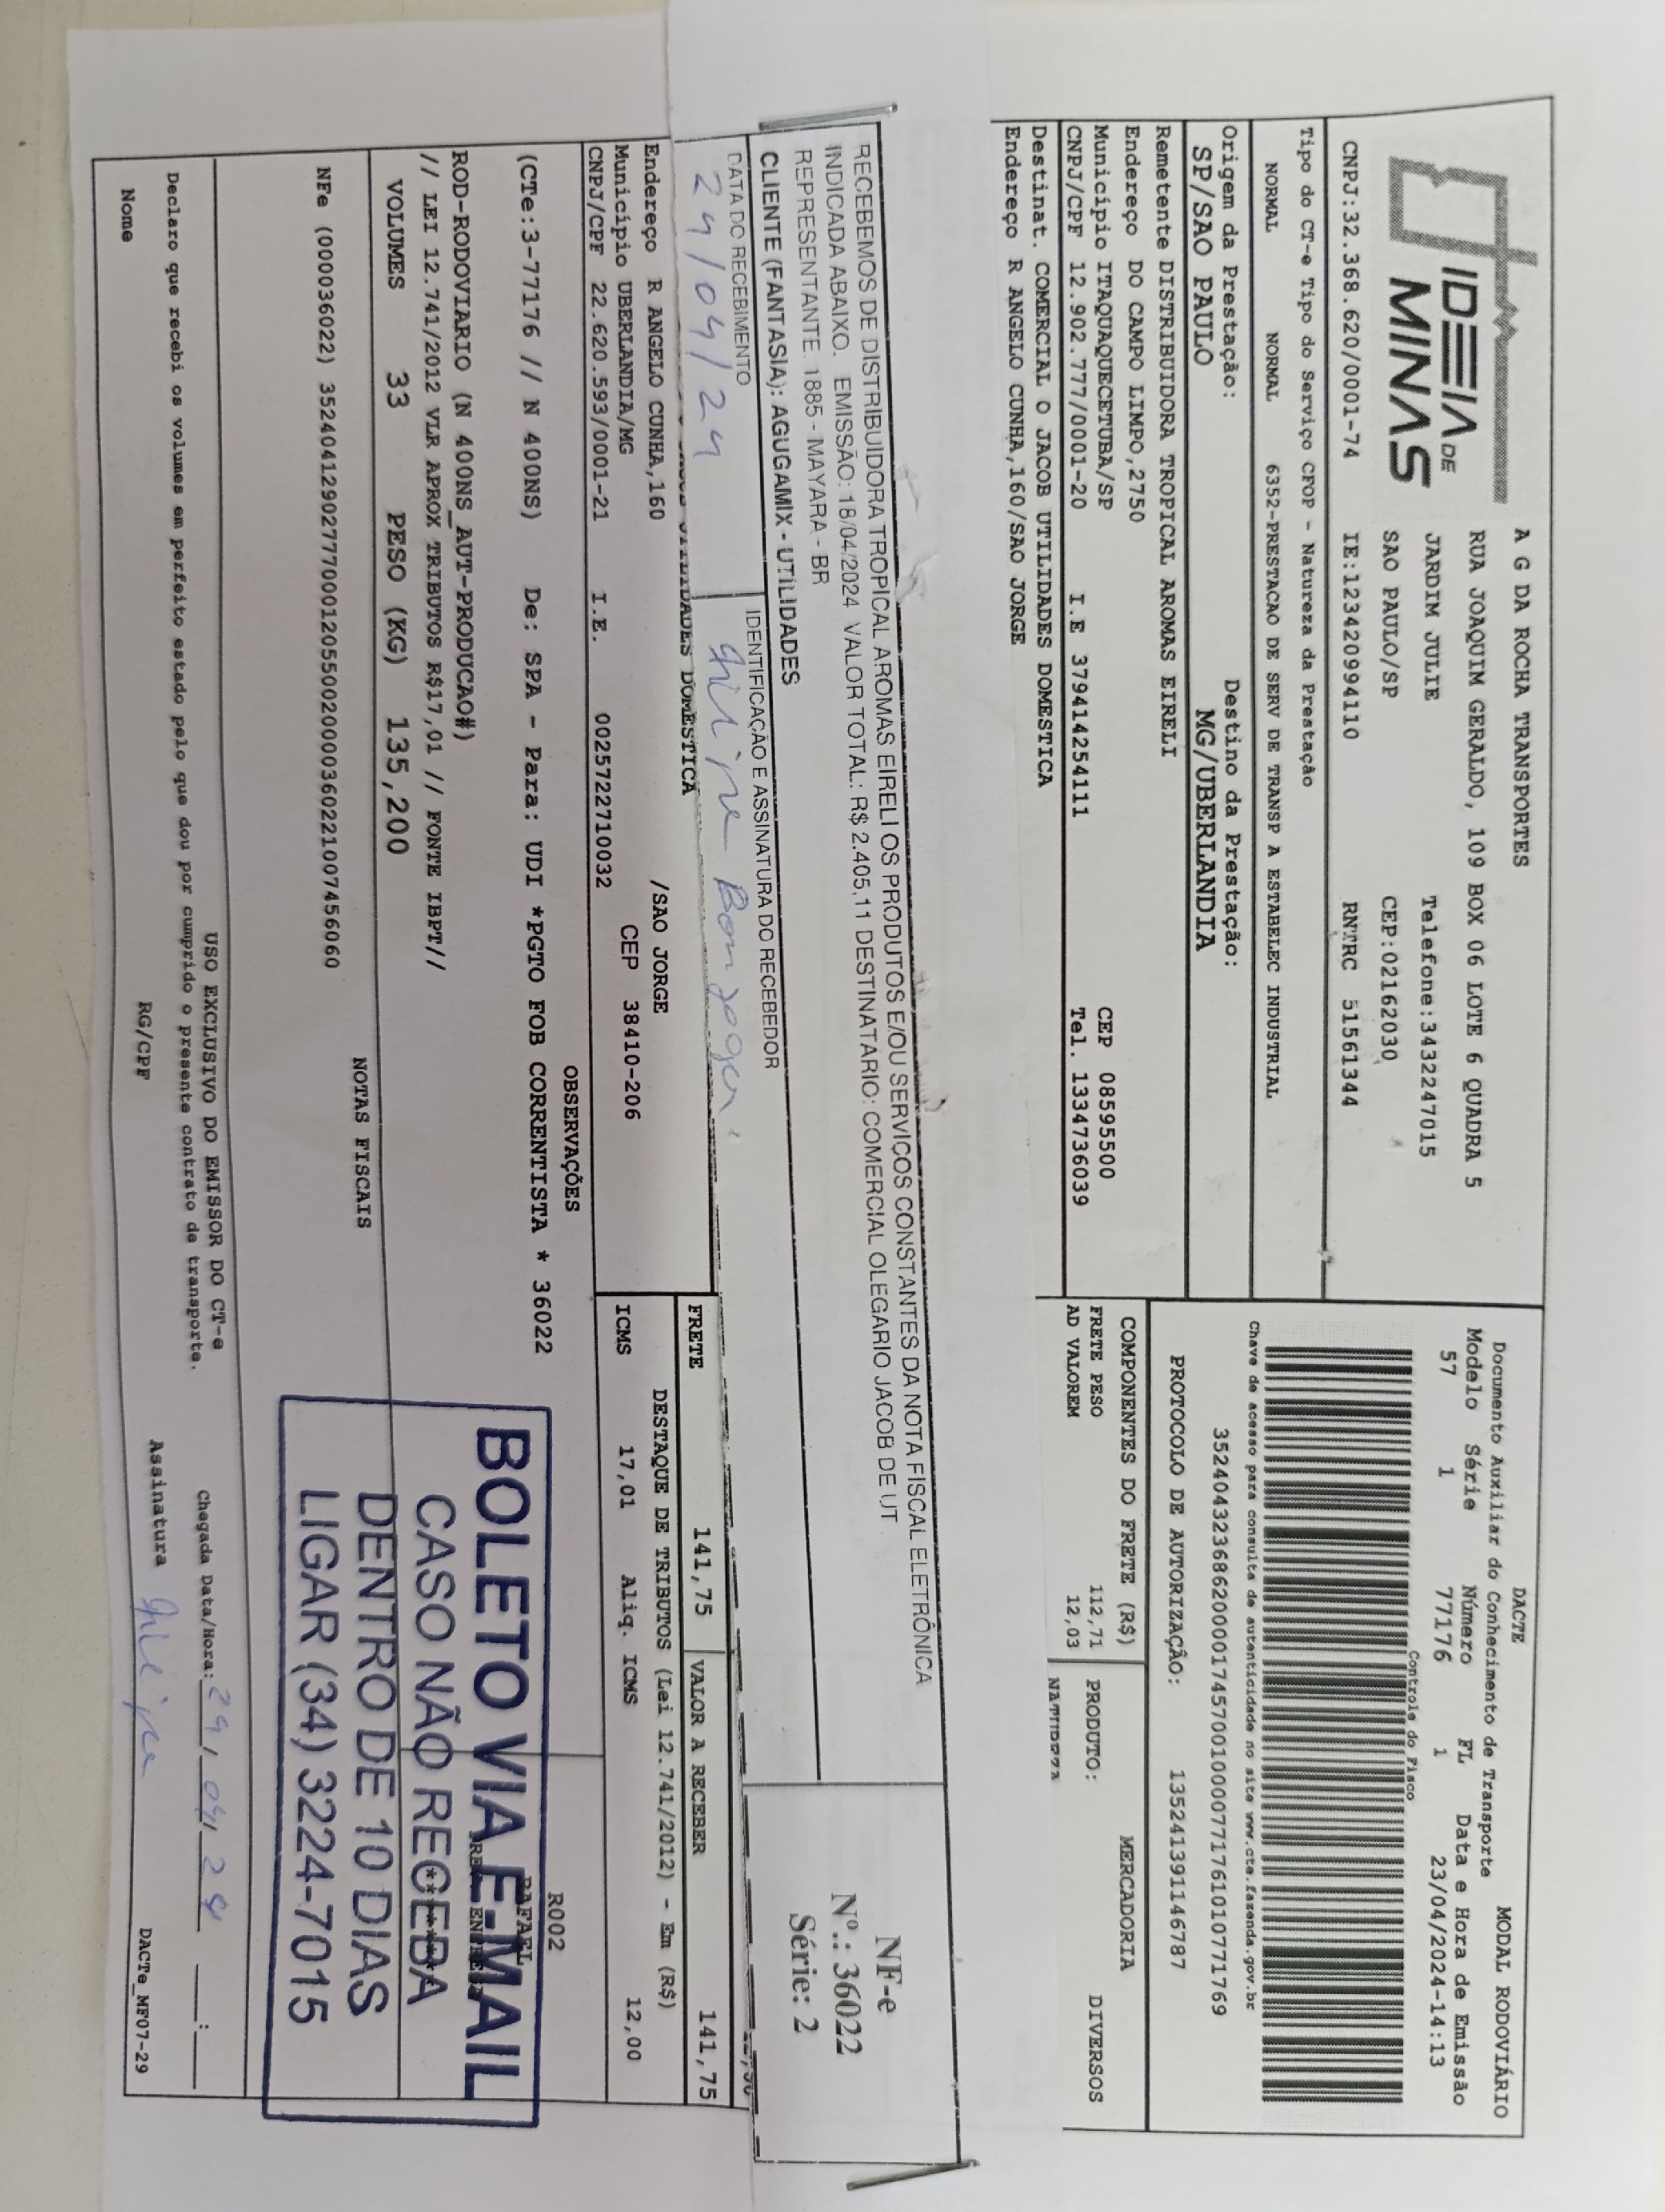 IDEIA DE
MINAS
A G DA ROCHA TRANSPORTES
RUA JOAQUIM GERALDO, 109 BOX 06 LOTE 6 QUADRA 5
JARDIM JULIE Telefone:3432247015
SAO PAULO/SP CEP:02162030
CNPJ:32.368.620/0001-74 IE:123420994110 RNTRC 51561344
Tipo do CT-e Tipo do Serviço CFOP - Natureza da Prestação
NORMAL NORMAL 6352-PRESTACAO DE SERV DE TRANSP A ESTABELEC INDUSTRIAL
Origem da Prestação: Destino da Prestação:
SP/SAO PAULO MG/UBERLANDIA
Remetente DISTRIBUIDORA TROPICAL AROMAS EIRELI
Endereço DO CAMPO LIMPO,2750
Município ITAQUAQUECETUBA/SP CEP 08595500
CNPJ/CPF 12.902.777/0001-20 I.E 379414254111 Tel. 1334736039
Destinat. COMERCIAL O JACOB UTILIDADES DOMESTICA
Endereço R ANGELO CUNHA,160/SAO JORGE
DACTE MODAL RODOVIÁRIO
Documento Auxiliar do Conhecimento de Transporte
Modelo Série Número FL Data e Hora de Emissão
57 1 77176 1 23/04/2024-14:13
Controle do Fisco
Chave de acesso para consulta de autenticidade no site www.cte.fazenda.gov.br
35240432368620000174570010000771761010771769
PROTOCOLO DE AUTORIZAÇÃO: 135241391146787
COMPONENTES DO FRETE (R$) MERCADORIA
FRETE PESO 112,71 PRODUTO: DIVERSOS
AD VALOREM 12,03 NATUREZA
RECEBEMOS DE DISTRIBUIDORA TROPICAL AROMAS EIRELI OS PRODUTOS E/OU SERVIÇOS CONSTANTES DA NOTA FISCAL ELETRÔNICA
INDICADA ABAIXO. EMISSÃO: 18/04/2024 VALOR TOTAL: R$ 2.405,11 DESTINATÁRIO: COMERCIAL OLEGARIO JACOB DE UT
REPRESENTANTE. 1885 - MAYARA - BR
CLIENTE (FANTASIA): AGUGAMIX - UTILIDADES
NF-e
Nº.: 36022
Série: 2
DATA DO RECEBIMENTO IDENTIFICAÇÃO E ASSINATURA DO RECEBEDOR
29/04/24
UTILIDADES DOMESTICA
Endereço R ANGELO CUNHA,160 /SAO JORGE
Município UBERLANDIA/MG CEP 38410-206
CNPJ/CPF 22.620.593/0001-21 I.E. 0025722710032
FRETE 141,75 VALOR A RECEBER 141,75
DESTAQUE DE TRIBUTOS (Lei 12.741/2012) - Em (R$)
ICMS 17,01 Aliq. ICMS 12,00
OBSERVAÇÕES
R002
(CTe:3-77176 // N 400NS) De: SPA - Para: UDI *PGTO FOB CORRENTISTA * 36022
RAFAEL
ROD-RODOVIARIO (N 400NS_AUT-PRODUCAO#)
// LEI 12.741/2012 VLR APROX TRIBUTOS R$17,01 // FONTE IBPT//
VOLUMES 33 PESO (KG) 135,200
NOTAS FISCAIS
NFe (000036022) 35240412902777000120550020000360221007456060
BOLETO VIA E-MAIL
CASO NÃO RECEBA
DENTRO DE 10 DIAS
LIGAR (34) 3224-7015
USO EXCLUSIVO DO EMISSOR DO CT-e
Declaro que recebi os volumes em perfeito estado pelo que dou por cumprido o presente contrato de transporte.
Chegada Data/Hora: 29/04/24 __:__
Nome RG/CPF Assinatura
DACTe_MF07-29